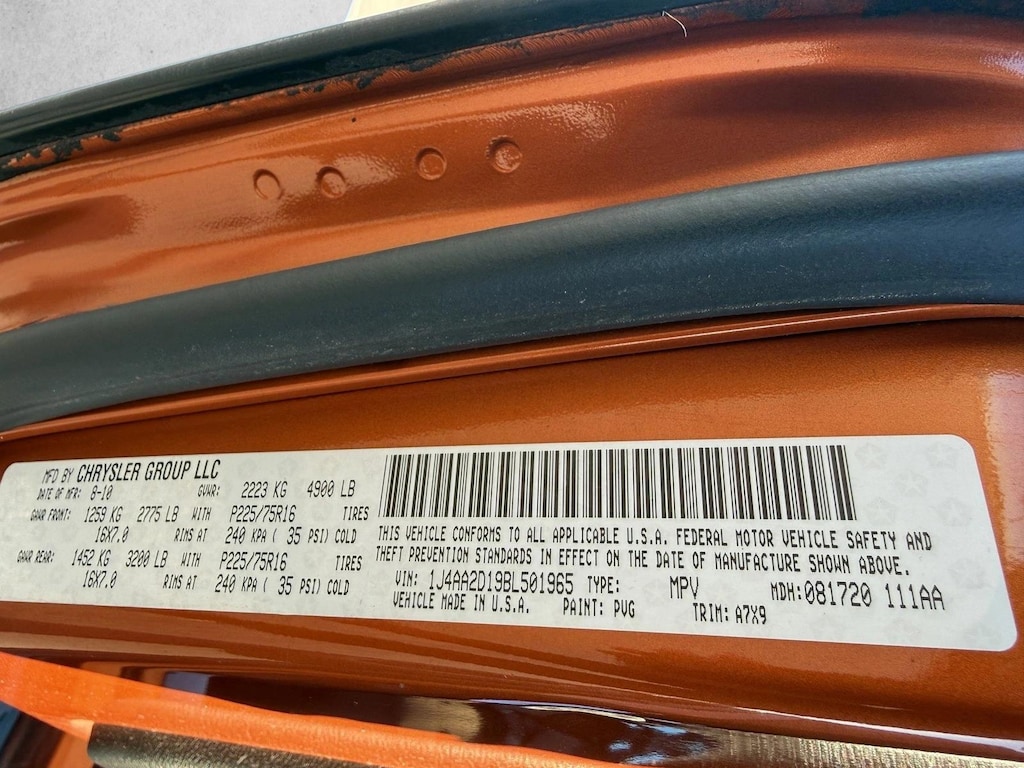 MFD BY CHRYSLER GROUP LLC
DATE OF MFR: 8-10 GVWR: 2223 KG 4900 LB
GAWR FRONT: 1259 KG 2775 LB WITH P225/75R16 TIRES
16X7.0 RIMS AT 240 KPA ( 35 PSI) COLD
GAWR REAR: 1452 KG 3200 LB WITH P225/75R16 TIRES
16X7.0 RIMS AT 240 KPA ( 35 PSI) COLD
THIS VEHICLE CONFORMS TO ALL APPLICABLE U.S.A. FEDERAL MOTOR VEHICLE SAFETY AND
THEFT PREVENTION STANDARDS IN EFFECT ON THE DATE OF MANUFACTURE SHOWN ABOVE.
VIN: 1J4AA2D19BL501965 TYPE: MPV MDH: 081720 111AA
VEHICLE MADE IN U.S.A. PAINT: PVG TRIM: A7X9